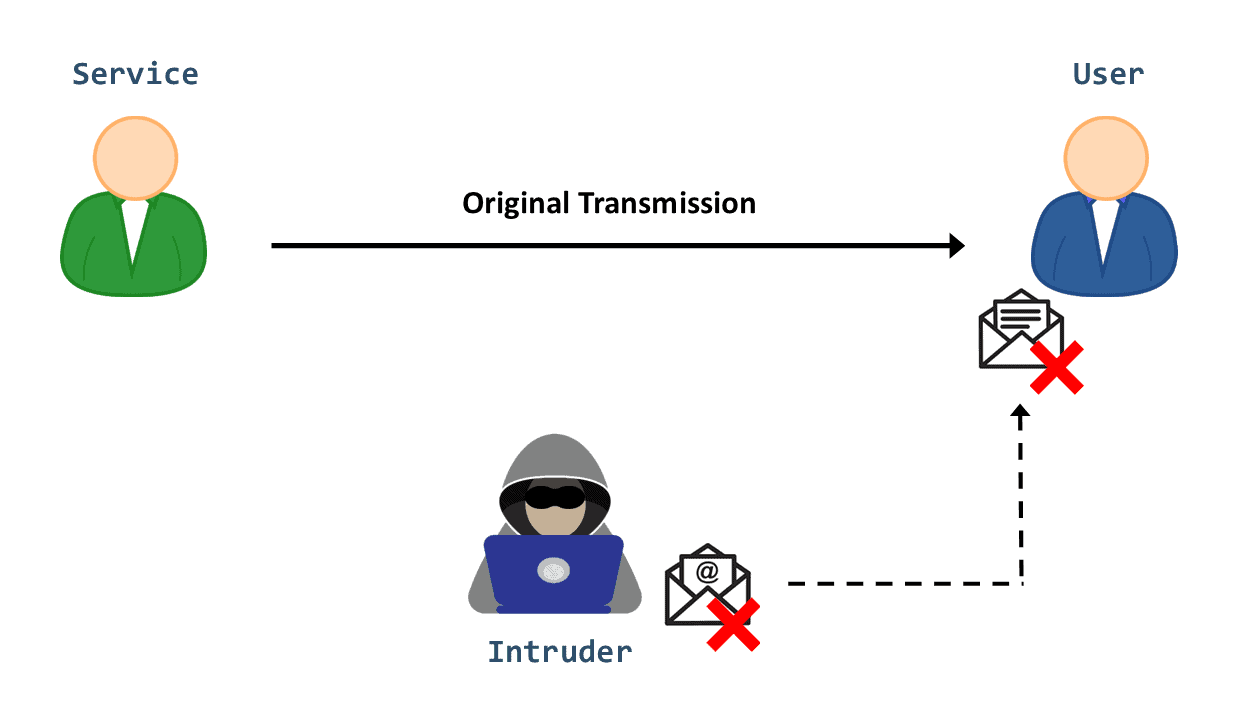 Service
User
Original Transmission
@
Intruder